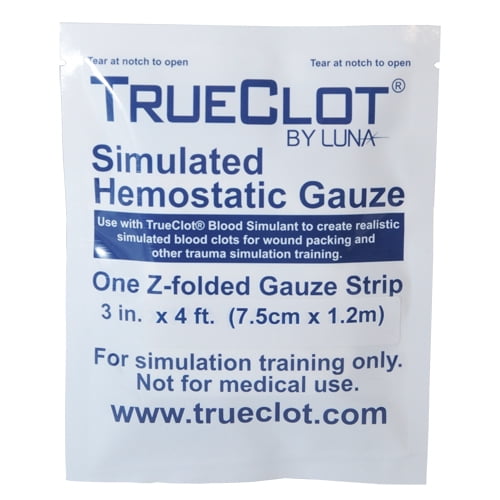 Tear at notch to open Tear at notch to open
TRUECLOT®
BY LUNA
Simulated
Hemostatic Gauze
Use with TrueClot® Blood Simulant to create realistic
simulated blood clots for wound packing and
other trauma simulation training.
One Z-folded Gauze Strip
3 in. x 4 ft. (7.5cm x 1.2m)
For simulation training only.
Not for medical use.
www.trueclot.com